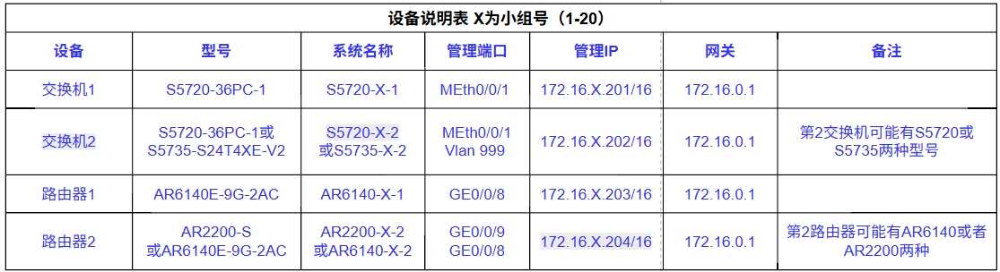 设备说明表 X为小组号（1-20）
设备 型号 系统名称 管理端口 管理IP 网关 备注
交换机1 S5720-36PC-1 S5720-X-1 MEth0/0/1 172.16.X.201/16 172.16.0.1
交换机2
S5720-36PC-1或
S5735-S24T4XE-V2
S5720-X-2
或S5735-X-2
MEth0/0/1
Vlan 999
172.16.X.202/16
172.16.0.1
第2交换机可能有S5720或
S5735两种型号
路由器1 AR6140E-9G-2AC AR6140-X-1 GE0/0/8 172.16.X.203/16 172.16.0.1
路由器2
AR2200-S
或AR6140E-9G-2AC
AR2200-X-2
或AR6140-X-2
GE0/0/9
GE0/0/8
172.16.X.204/16
172.16.0.1
第2路由器可能有AR6140或者
AR2200两种